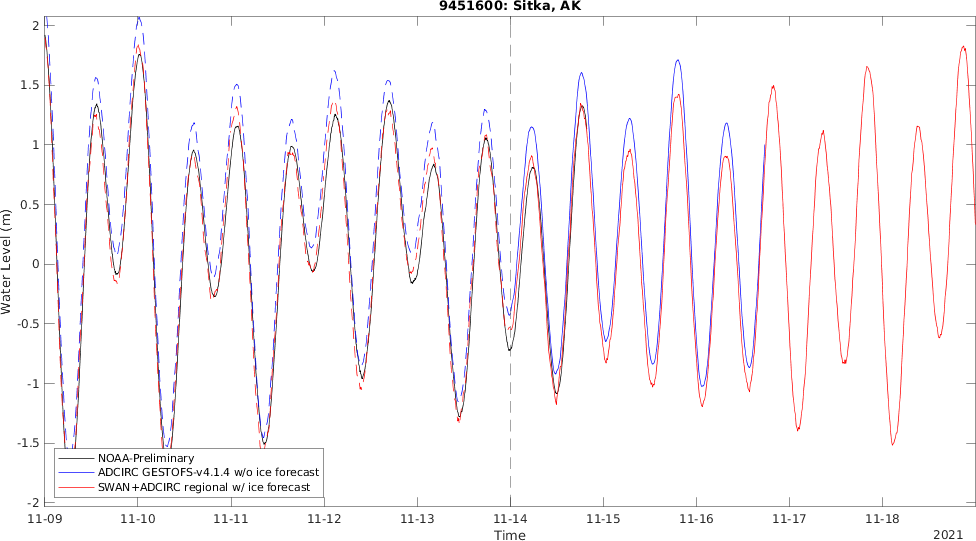 9451600: Sitka, AK
2
1.5
1
0.5
0
-0.5
-1
-1.5
-2
Water Level (m)
NOAA-Preliminary
ADCIRC GESTOFS-v4.1.4 w/o ice forecast
SWAN+ADCIRC regional w/ ice forecast
11-09 11-10 11-11 11-12 11-13 11-14 11-15 11-16 11-17 11-18
Time
2021